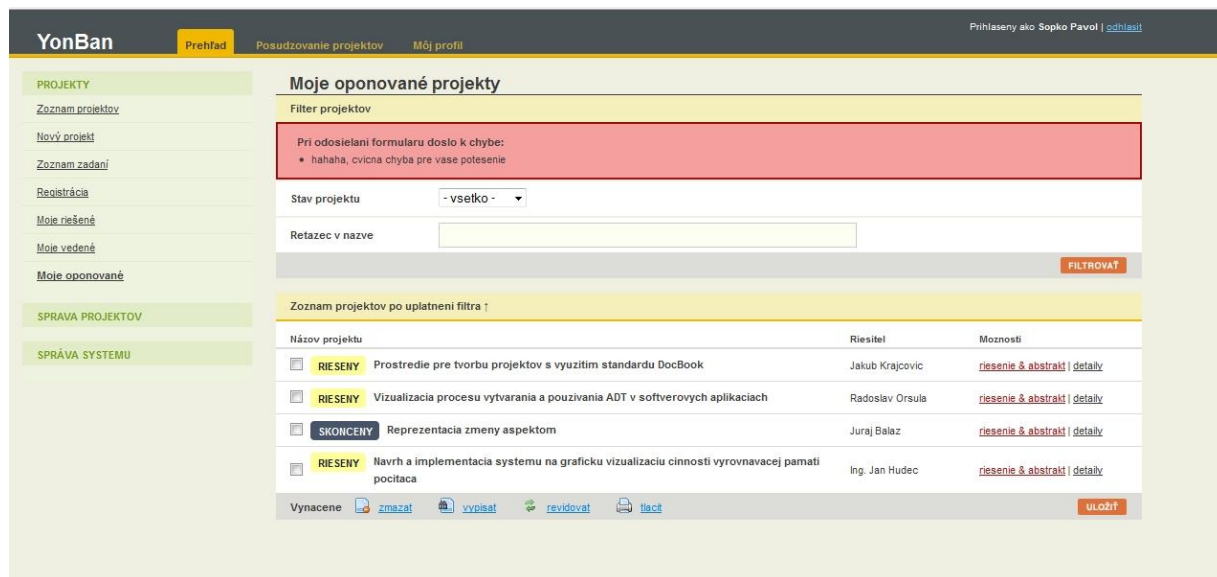 Prihlaseny ako Sopko Pavol | odhlasit
YonBan
Prehľad
Posudzovanie projektov
Môj profil
PROJEKTY
Zoznam projektov
Nový projekt
Zoznam zadaní
Registrácia
Moje riešené
Moje vedené
Moje oponované
SPRAVA PROJEKTOV
SPRÁVA SYSTEMU
Moje oponované projekty
Filter projektov
Pri odosielani formularu doslo k chybe:
• hahaha, cvicna chyba pre vase potesenie
Stav projektu - vsetko -
Retazec v nazve
FILTROVAŤ
Zoznam projektov po uplatneni filtra ↑
Názov projektu Riesitel Moznosti
RIESENY Prostredie pre tvorbu projektov s vyuzitim standardu DocBook Jakub Krajcovic riesenie & abstrakt | detaily
RIESENY Vizualizacia procesu vytvarania a pouzivania ADT v softverovych aplikaciach Radoslav Orsula riesenie & abstrakt | detaily
SKONCENY Reprezentacia zmeny aspektom Juraj Balaz riesenie & abstrakt | detaily
RIESENY Navrh a implementacia systemu na graficku vizualizaciu cinnosti vyrovnavacej pamati
pocitaca Ing. Jan Hudec riesenie & abstrakt | detaily
Vynacene zmazat vypisat revidovat tlacit ULOŽIŤ